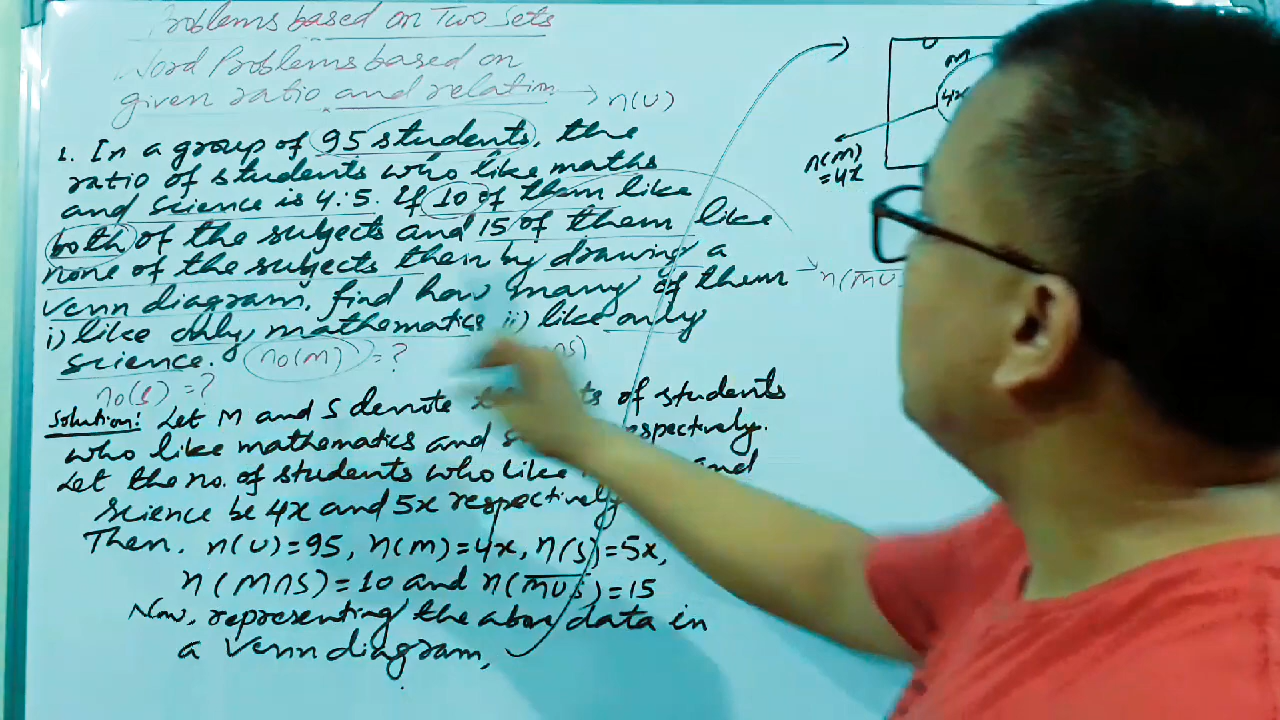 Problems based on Two Sets
Word Problems based on
given ratio and relation → n(U)
1. In a group of 95 students, the
ratio of students who like maths
and science is 4:5. If 10 of them like
both of the subjects and 15 of them like
none of the subjects then by drawing a
Venn diagram, find how many of them
i) like only mathematics ii) like only
science. no(M) = ?
no(S) = ?
Solution: Let M and S denote of students
who like mathematics and respectively.
Let the no. of students who like and
science be 4x and 5x respectively
Then, n(U)=95, n(M)=4x, n(S)=5x,
n(M∩S)=10 and n(\overline{M∪S})=15
Now, representing the above data in
a Venn diagram,
U
M
4x
n(M)
=4x